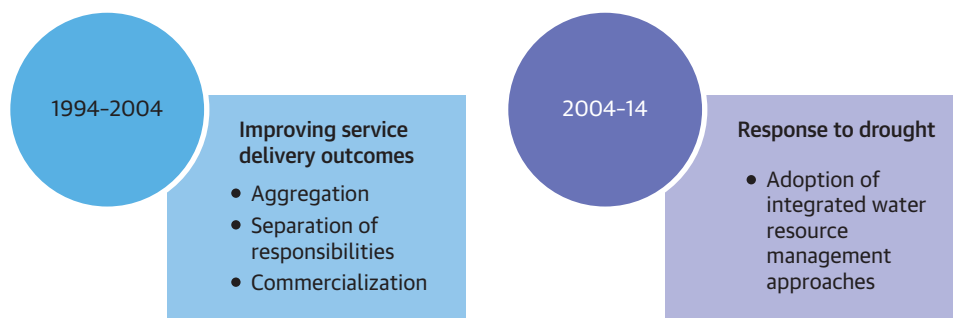 1994–2004
Improving service
delivery outcomes
• Aggregation
• Separation of
responsibilities
• Commercialization
2004–14
Response to drought
• Adoption of
integrated water
resource
management
approaches